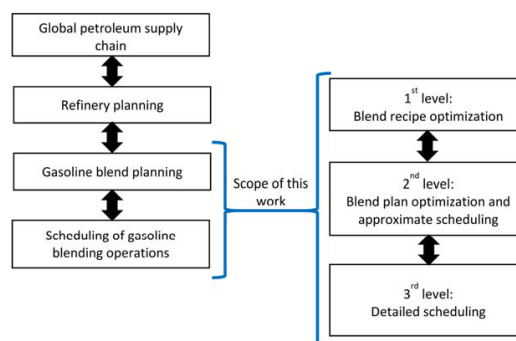 Global petroleum supply
chain
Refinery planning
Gasoline blend planning
Scheduling of gasoline
blending operations
Scope of this
work
1st level:
Blend recipe optimization
2nd level:
Blend plan optimization and
approximate scheduling
3rd level:
Detailed scheduling